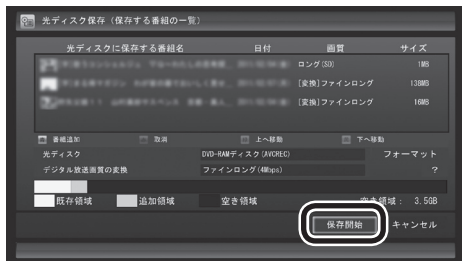 光ディスク保存 (保存する番組の一覧)
光ディスクに保存する番組名 日付 画質 サイズ
ロング(SD) 1MB
[変換]ファインロング 138MB
[変換]ファインロング 16MB
番組追加 取消 上へ移動 下へ移動
光ディスク DVD-RAMディスク(AVCREC) フォーマット
デジタル放送画質の変換 ファインロング(4Mbps) ?
既存領域 追加領域 空き領域 空き領域: 3.5GB
保存開始 キャンセル